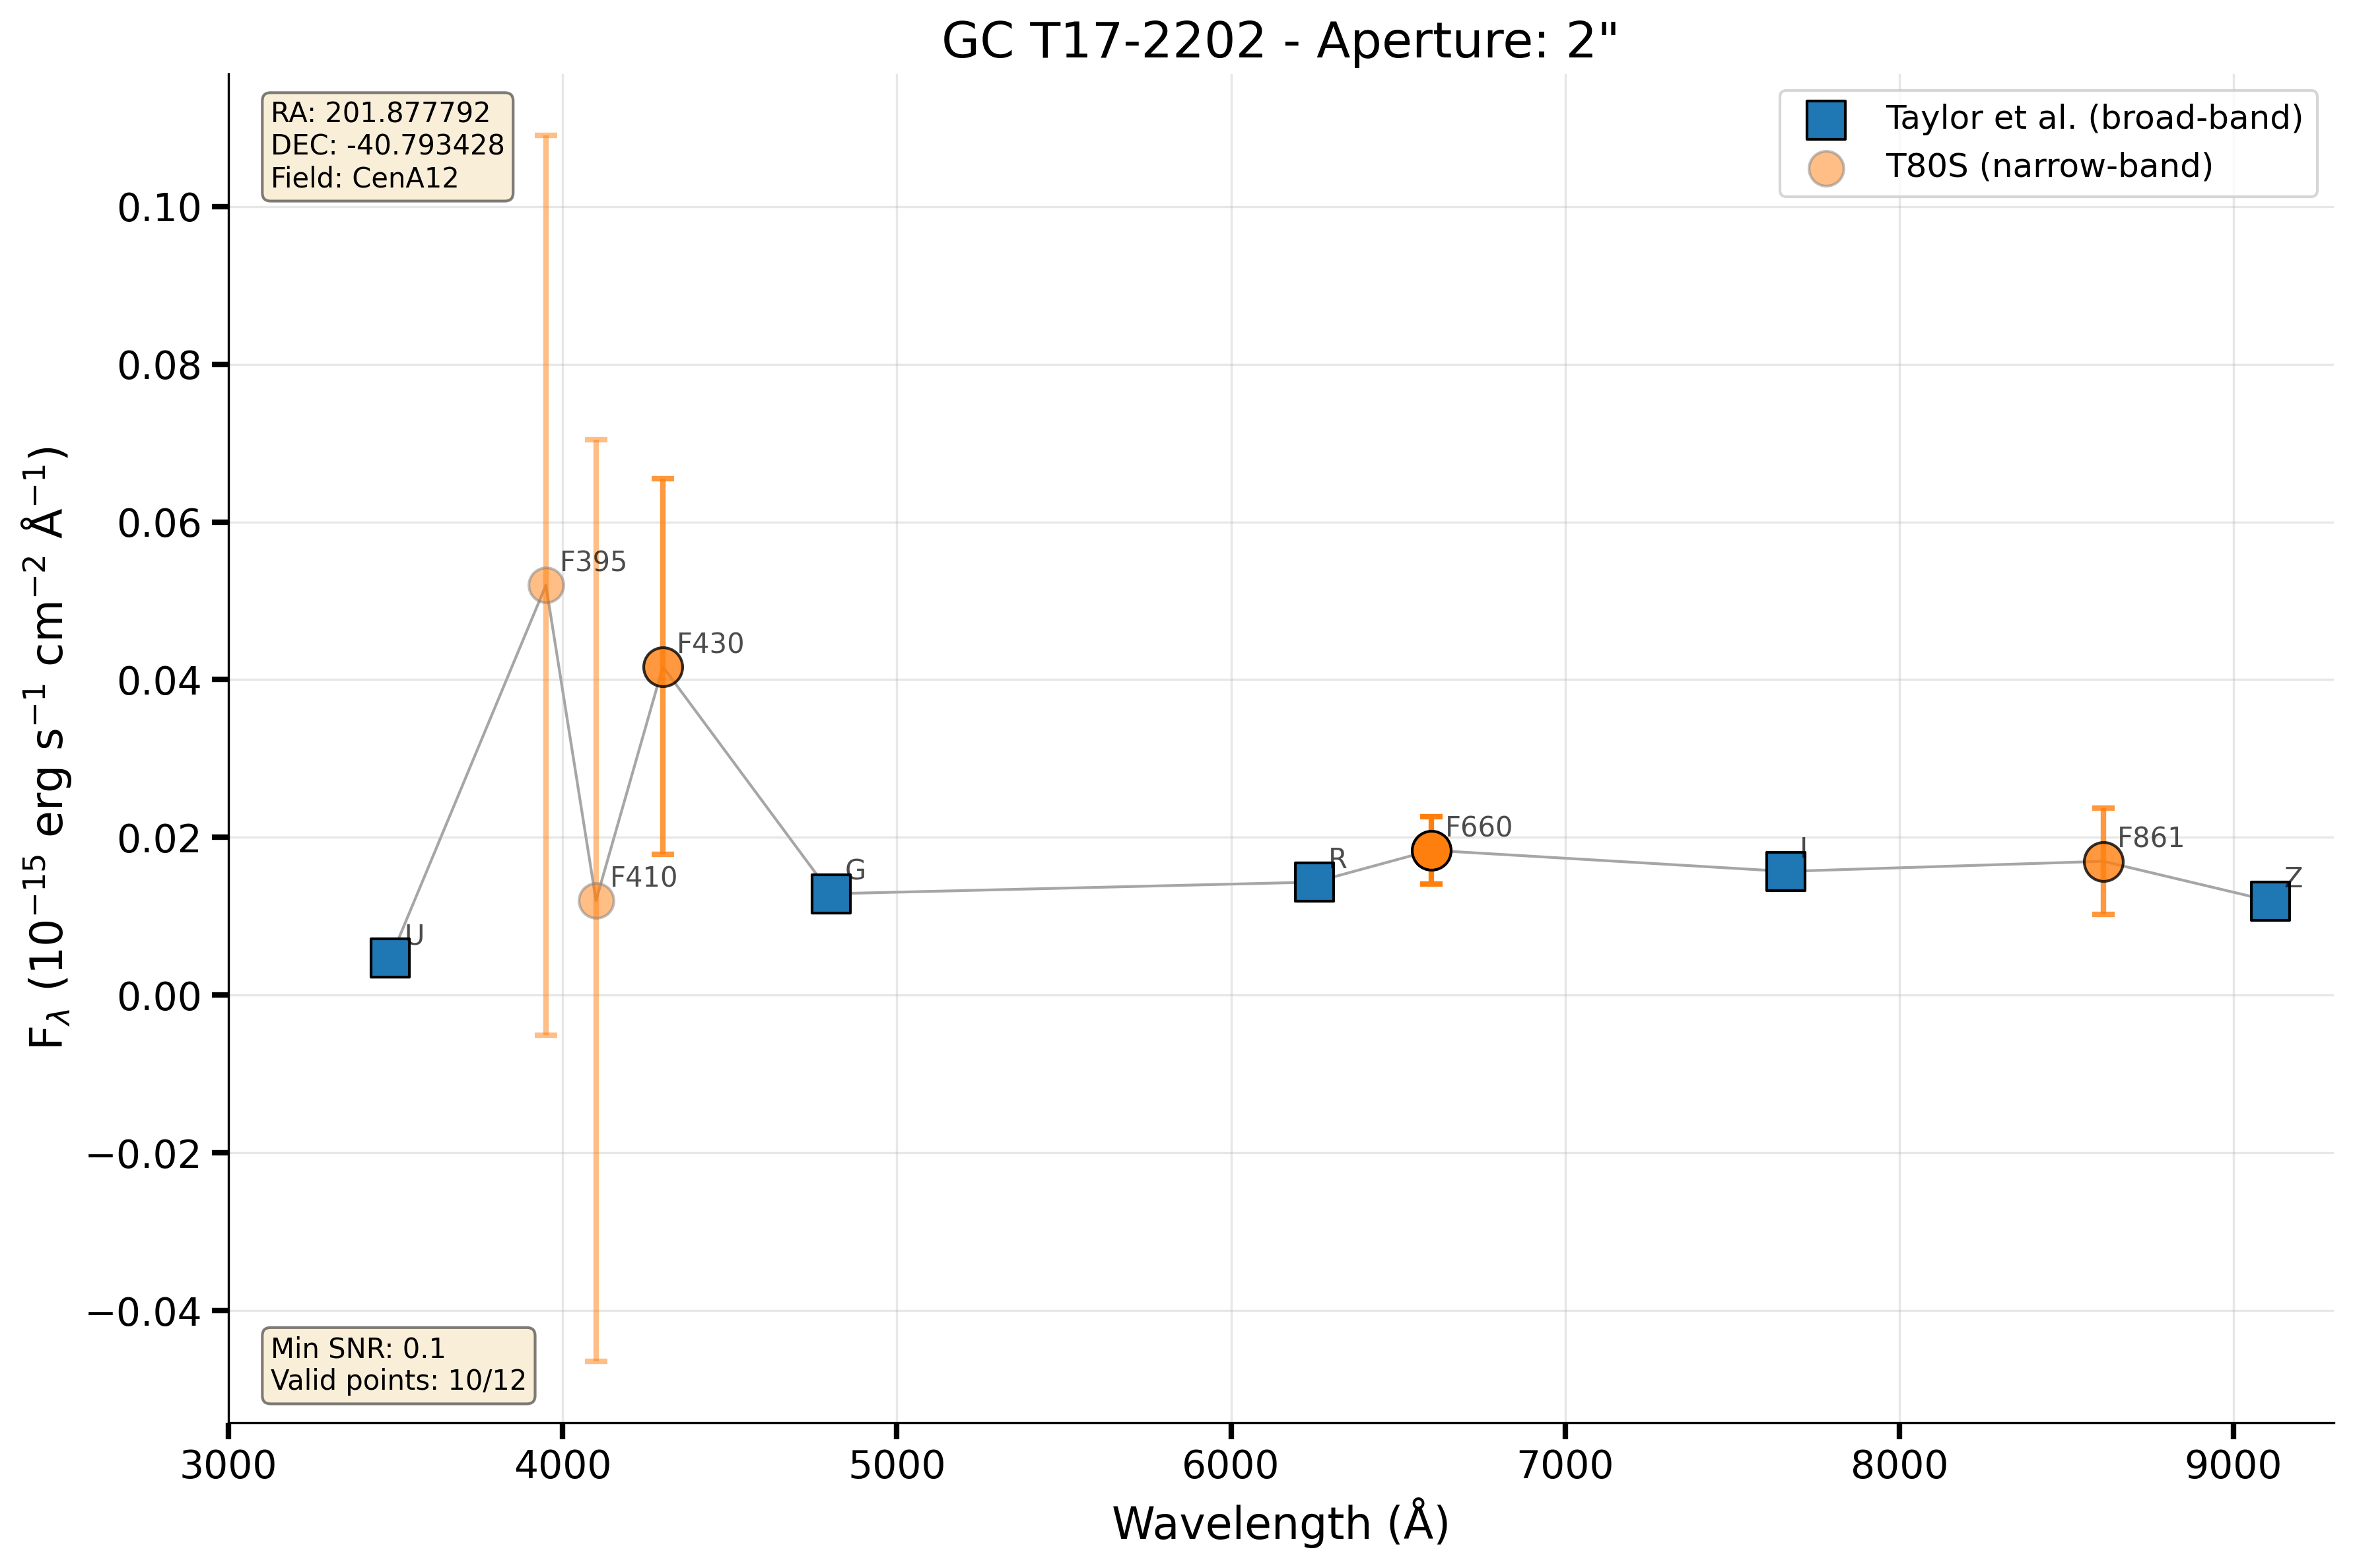 GC T17-2202 - Aperture: 2"
RA: 201.877792
DEC: -40.793428
Field: CenA12
Taylor et al. (broad-band)
T80S (narrow-band)
0.10
0.08
0.06
0.04
0.02
0.00
−0.02
−0.04
F_λ (10⁻¹⁵ erg s⁻¹ cm⁻² Å⁻¹)
U
F395
F410
F430
G
R
F660
I
F861
Z
Min SNR: 0.1
Valid points: 10/12
3000 4000 5000 6000 7000 8000 9000
Wavelength (Å)